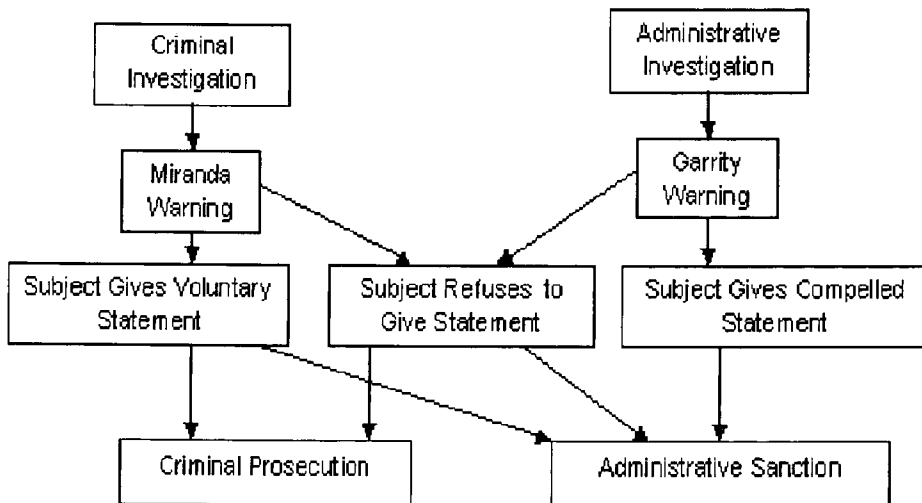 Criminal
Investigation
Administrative
Investigation
Miranda
Warning
Garrity
Warning
Subject Gives Voluntary
Statement
Subject Refuses to
Give Statement
Subject Gives Compelled
Statement
Criminal Prosecution
Administrative Sanction